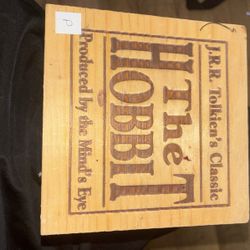 J.R.R. Tolkien's Classic
The
HOBBIT
Produced by the Mind's Eye